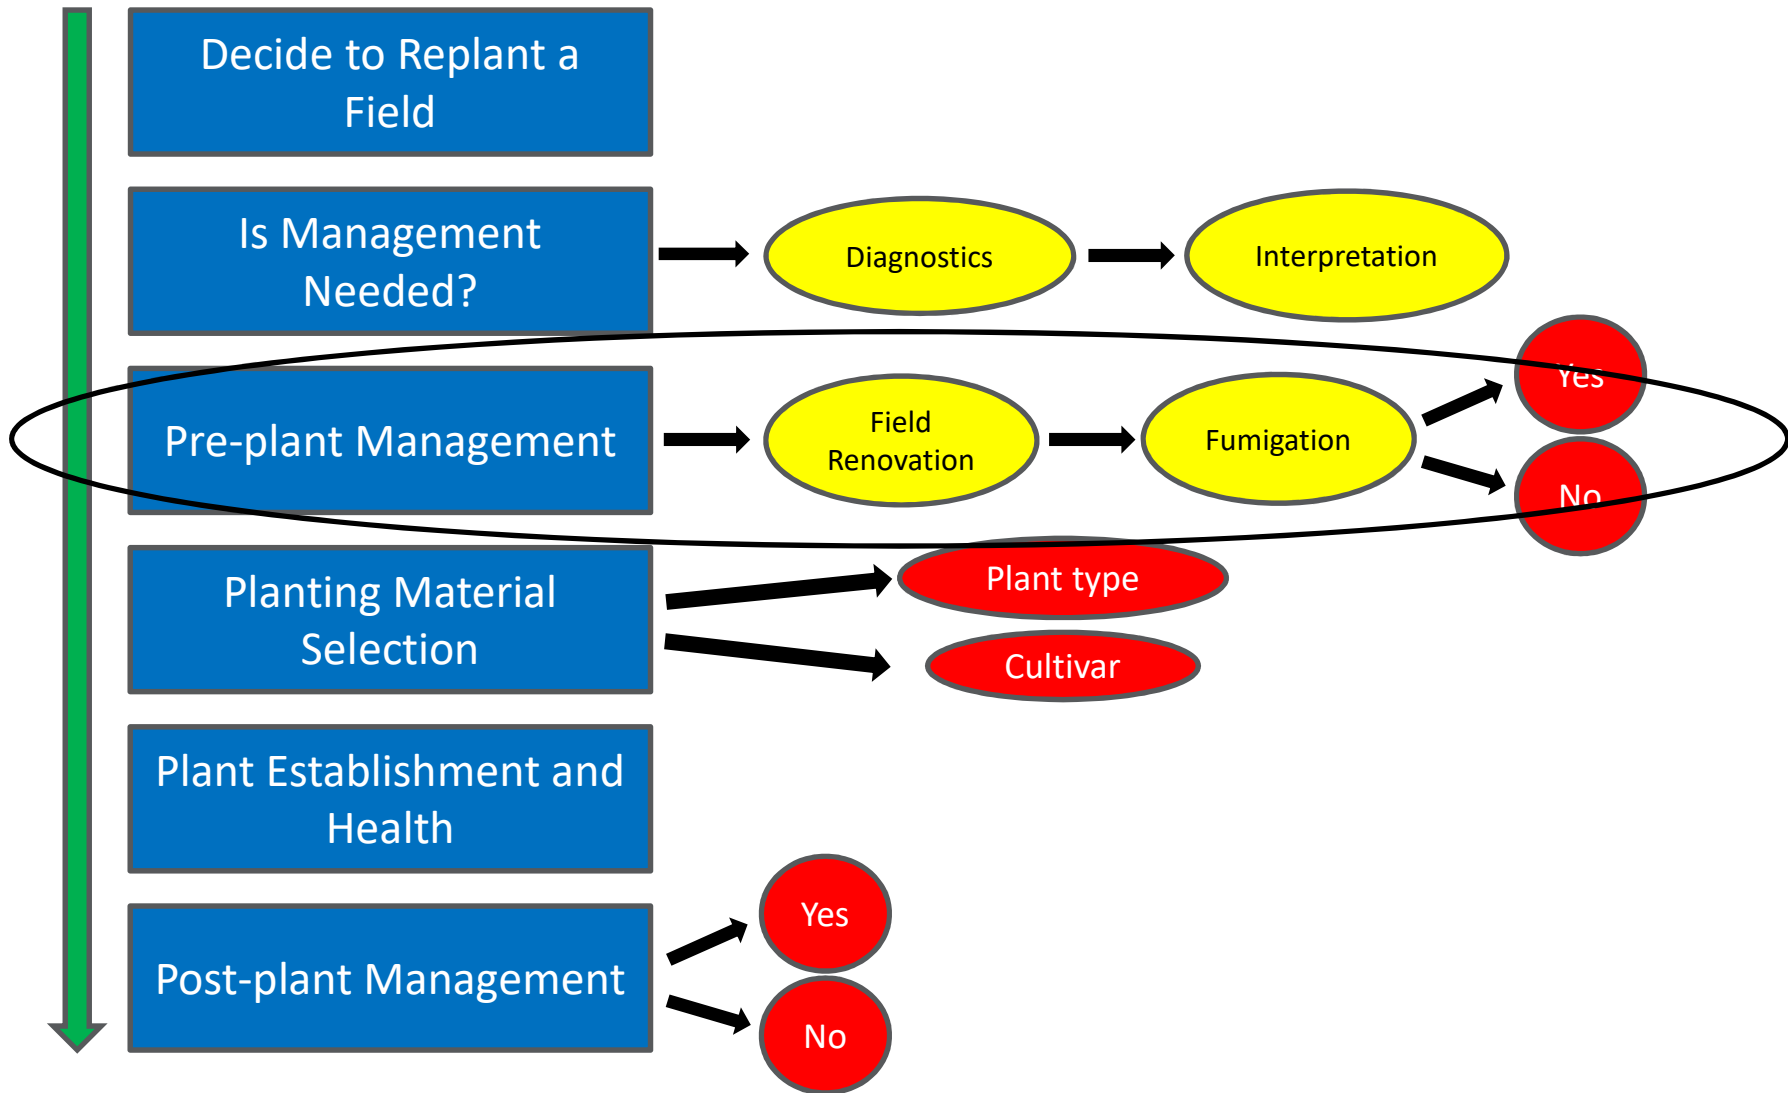 Decide to Replant a
Field
Is Management
Needed?
Diagnostics
Interpretation
Pre-plant Management
Field
Renovation
Fumigation
Yes
No
Planting Material
Selection
Plant type
Cultivar
Plant Establishment and
Health
Post-plant Management
Yes
No